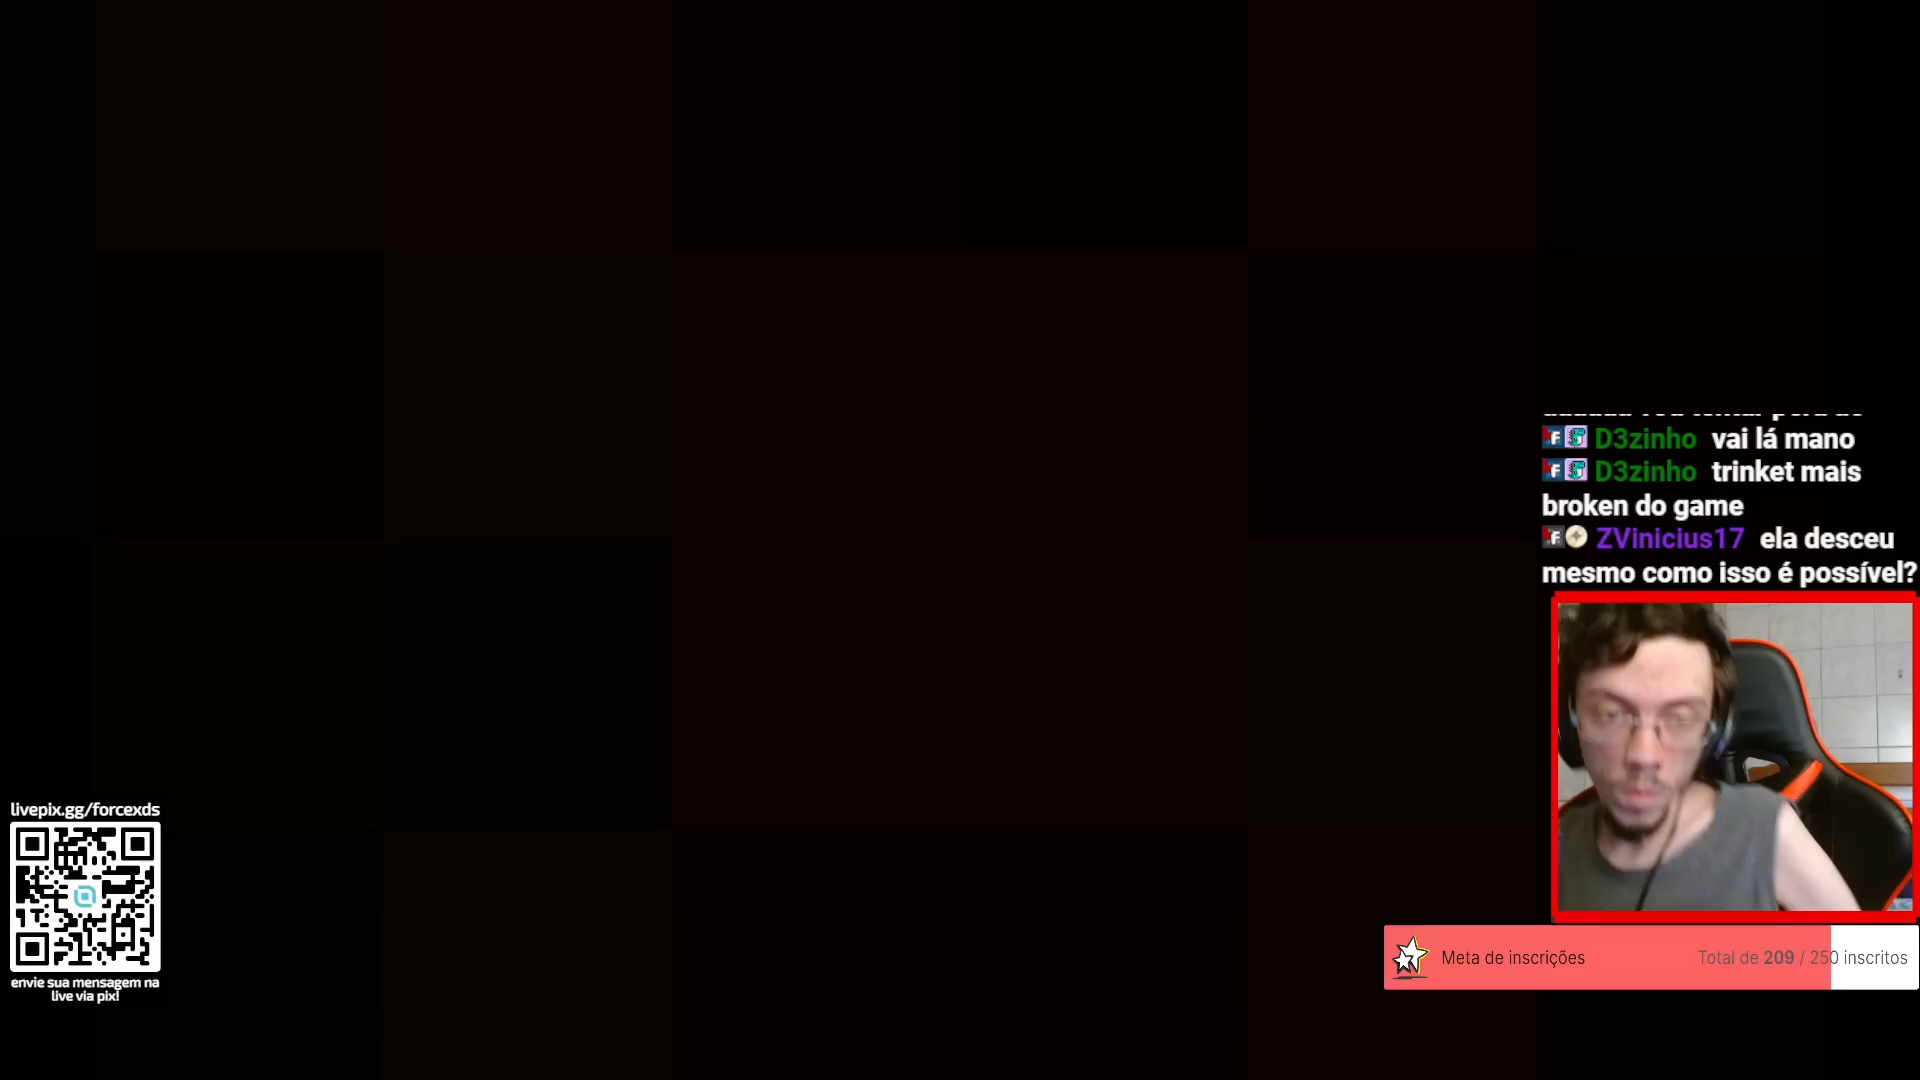 D3zinho vai lá mano
D3zinho trinket mais
broken do game
ZVinicius17 ela desceu
mesmo como isso é possível?
livepix.gg/forcexds
envie sua mensagem na
live via pix!
Meta de inscrições Total de 209 / 250 inscritos